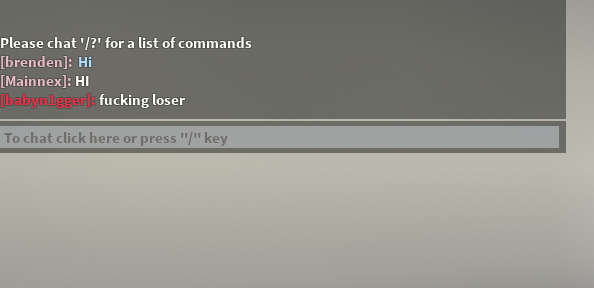 Please chat '/?' for a list of commands
[brenden]: Hi
[Mainnex]: HI
[babyn1gger]: fucking loser
To chat click here or press "/" key